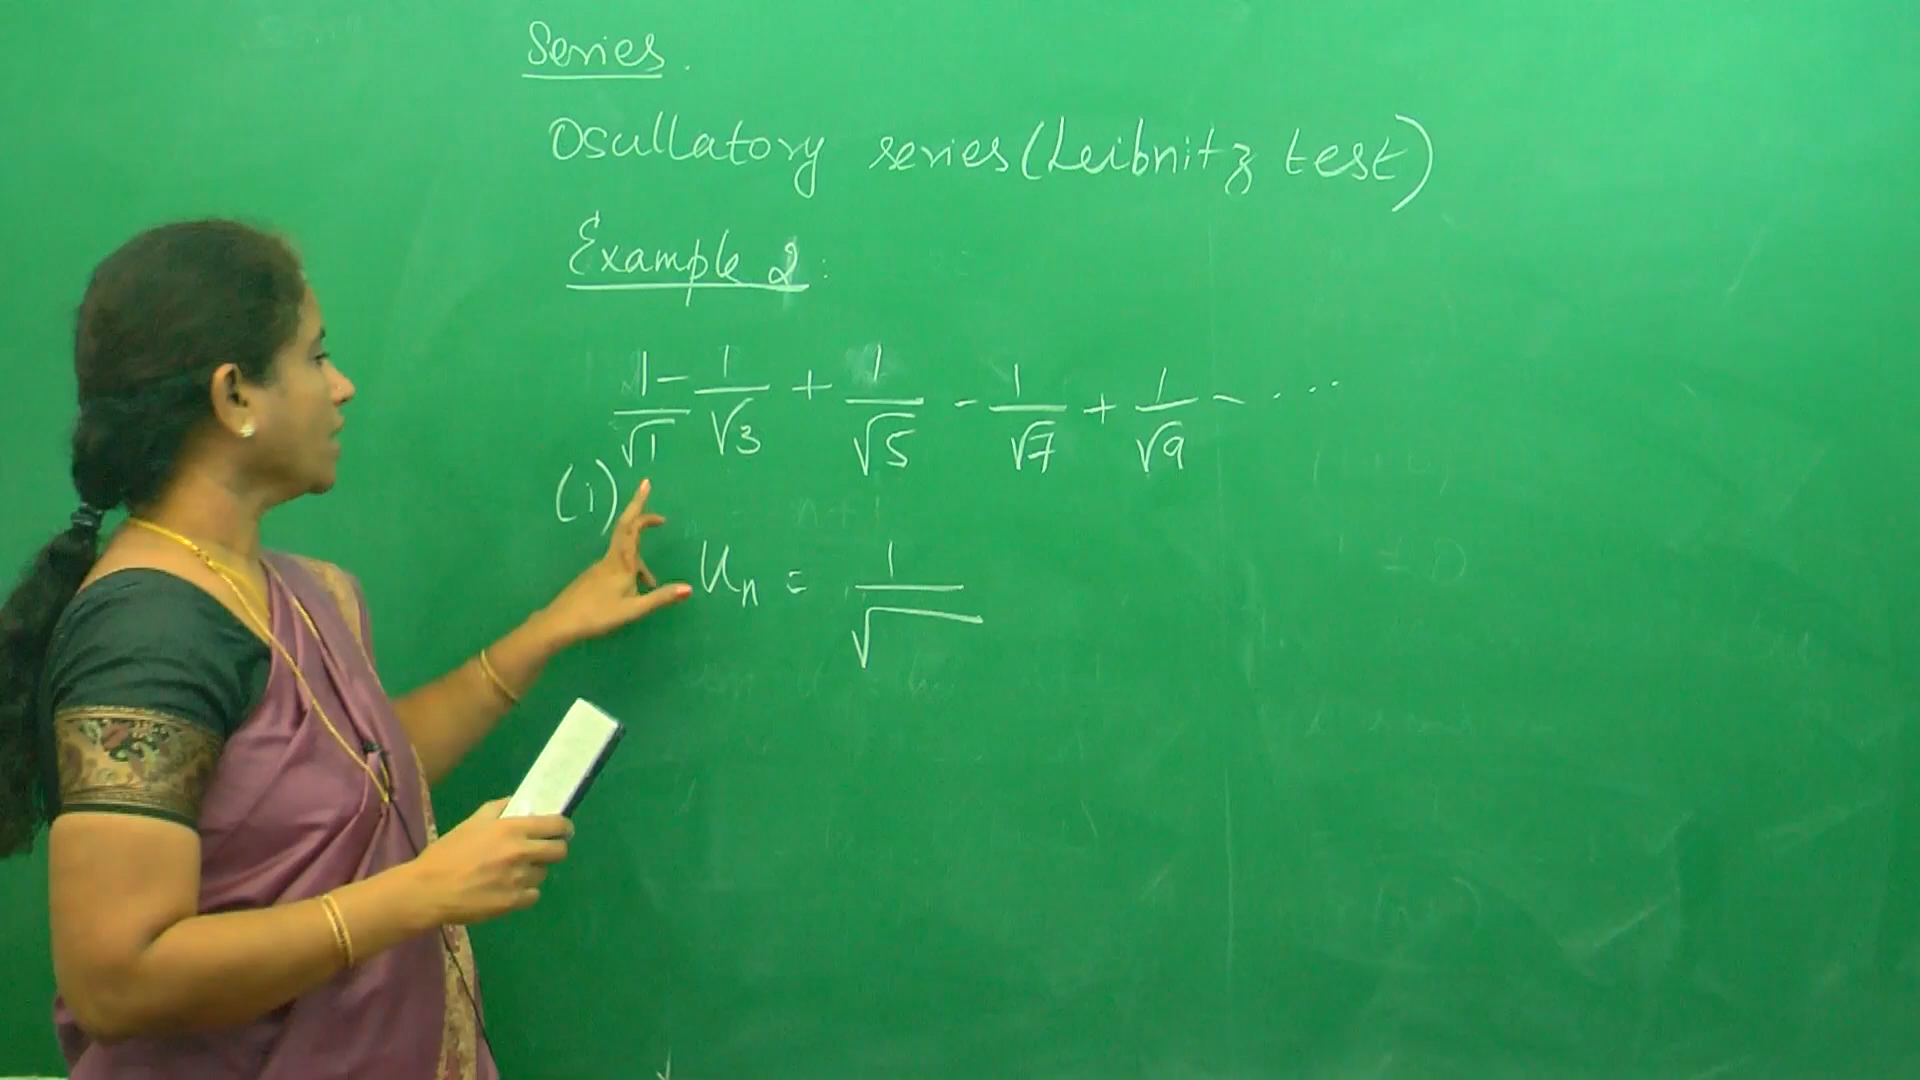 Series.
Oscillatory series (Leibnitz test)
Example 2:
1/√1 - 1/√3 + 1/√5 - 1/√7 + 1/√9 - ....
(i)
Un = 1/√